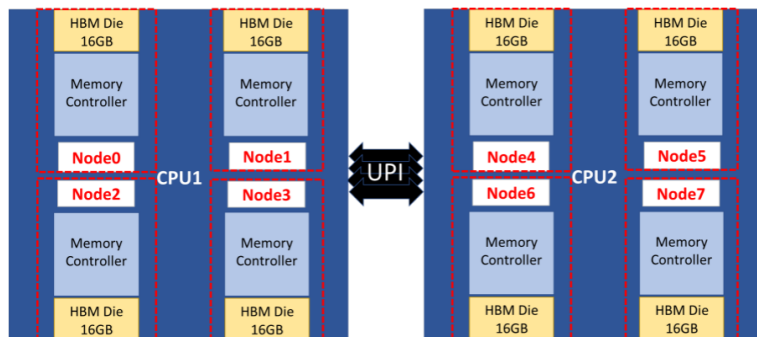 HBM Die
16GB
HBM Die
16GB
Memory
Controller
Memory
Controller
Node0
Node1
CPU1
Node2
Node3
Memory
Controller
Memory
Controller
HBM Die
16GB
HBM Die
16GB
UPI
HBM Die
16GB
HBM Die
16GB
Memory
Controller
Memory
Controller
Node4
Node5
CPU2
Node6
Node7
Memory
Controller
Memory
Controller
HBM Die
16GB
HBM Die
16GB